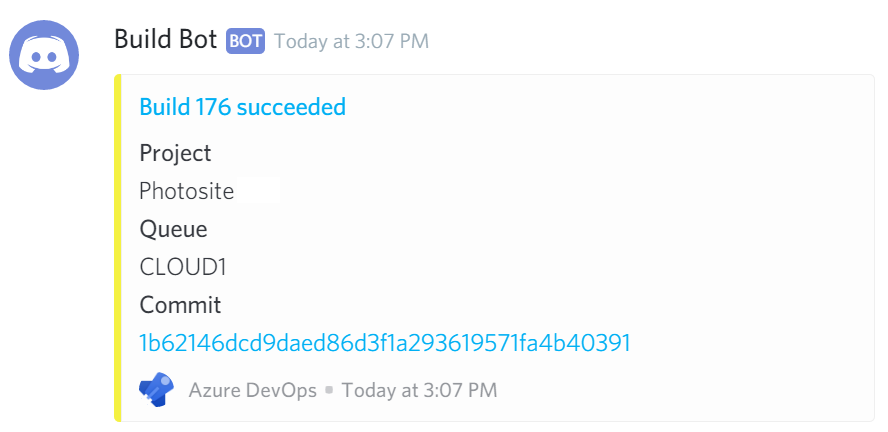 Build Bot BOT Today at 3:07 PM
Build 176 succeeded
Project
Photosite
Queue
CLOUD1
Commit
1b62146dcd9daed86d3f1a293619571fa4b40391
Azure DevOps • Today at 3:07 PM